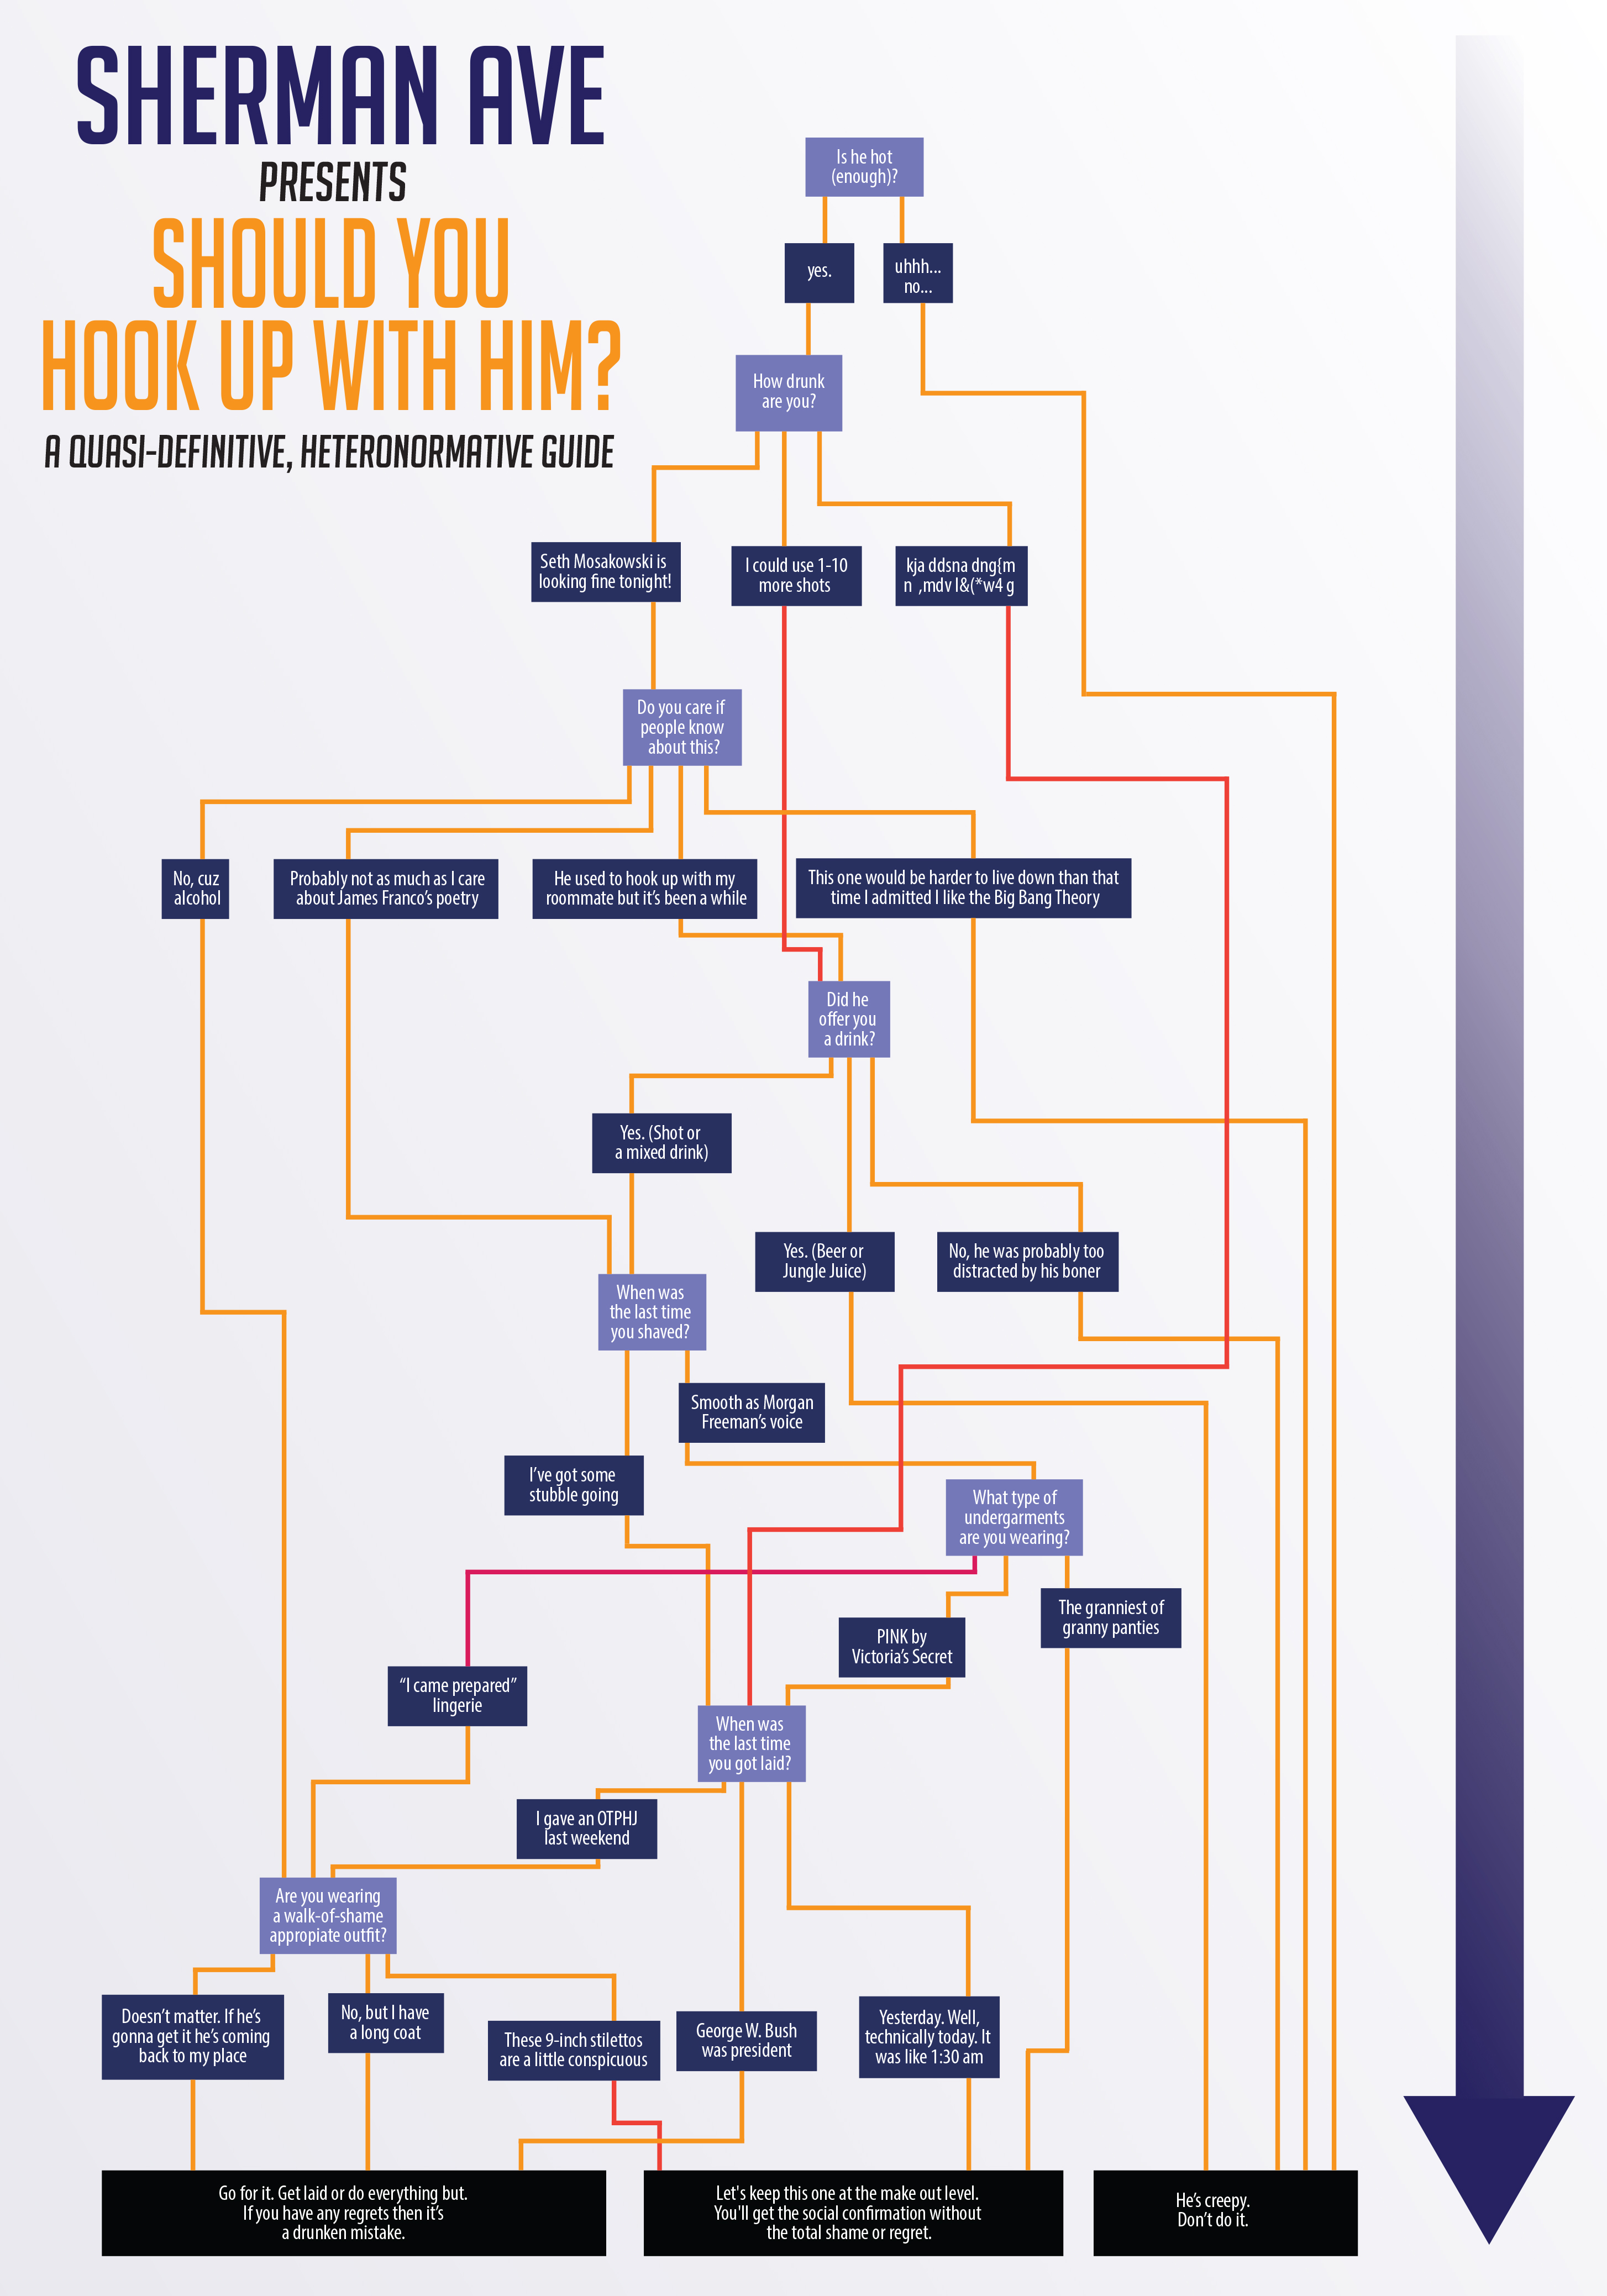 SHERMAN AVE
PRESENTS
SHOULD YOU
HOOK UP WITH HIM?
A QUASI-DEFINITIVE, HETERONORMATIVE GUIDE
Is he hot
(enough)?
yes.
uhhh...
no...
How drunk
are you?
Seth Mosakowski is
looking fine tonight!
I could use 1-10
more shots
kja ddsna dng{m
n ,mdv I&(*w4 g
Do you care if
people know
about this?
No, cuz
alcohol
Probably not as much as I care
about James Franco's poetry
He used to hook up with my
roommate but it's been a while
This one would be harder to live down than that
time I admitted I like the Big Bang Theory
Did he
offer you
a drink?
Yes. (Shot or
a mixed drink)
Yes. (Beer or
Jungle Juice)
No, he was probably too
distracted by his boner
When was
the last time
you shaved?
Smooth as Morgan
Freeman's voice
I've got some
stubble going
What type of
undergarments
are you wearing?
The granniest of
granny panties
PINK by
Victoria's Secret
"I came prepared"
lingerie
When was
the last time
you got laid?
I gave an OTPHJ
last weekend
Are you wearing
a walk-of-shame
appropiate outfit?
Doesn't matter. If he's
gonna get it he's coming
back to my place
No, but I have
a long coat
These 9-inch stilettos
are a little conspicuous
George W. Bush
was president
Yesterday. Well,
technically today. It
was like 1:30 am
Go for it. Get laid or do everything but.
If you have any regrets then it's
a drunken mistake.
Let's keep this one at the make out level.
You'll get the social confirmation without
the total shame or regret.
He's creepy.
Don't do it.